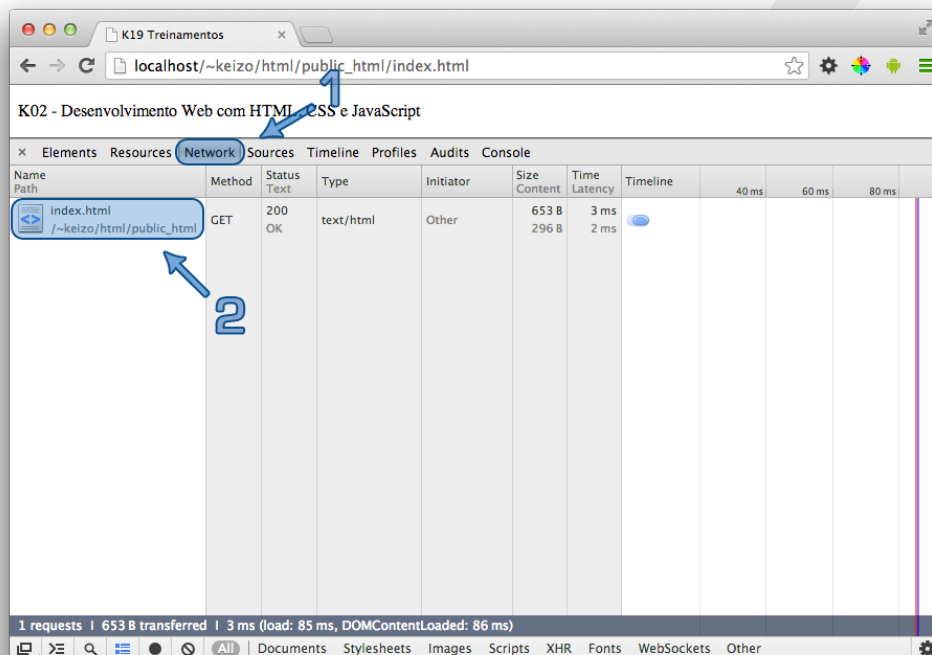 K19 Treinamentos
localhost/~keizo/html/public_html/index.html
1
K02 - Desenvolvimento Web com HTML, CSS e JavaScript
× Elements Resources Network Sources Timeline Profiles Audits Console
Name Method Status Type Initiator Size Time Timeline
Path Text Content Latency 40 ms 60 ms 80 ms
index.html GET 200 text/html Other 653 B 3 ms
/~keizo/html/public_html OK 296 B 2 ms
2
1 requests I 653 B transferred I 3 ms (load: 85 ms, DOMContentLoaded: 86 ms)
All Documents Stylesheets Images Scripts XHR Fonts WebSockets Other